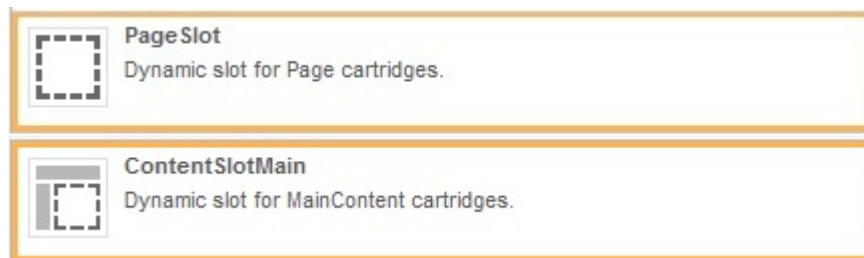 PageSlot
Dynamic slot for Page cartridges.
ContentSlotMain
Dynamic slot for MainContent cartridges.